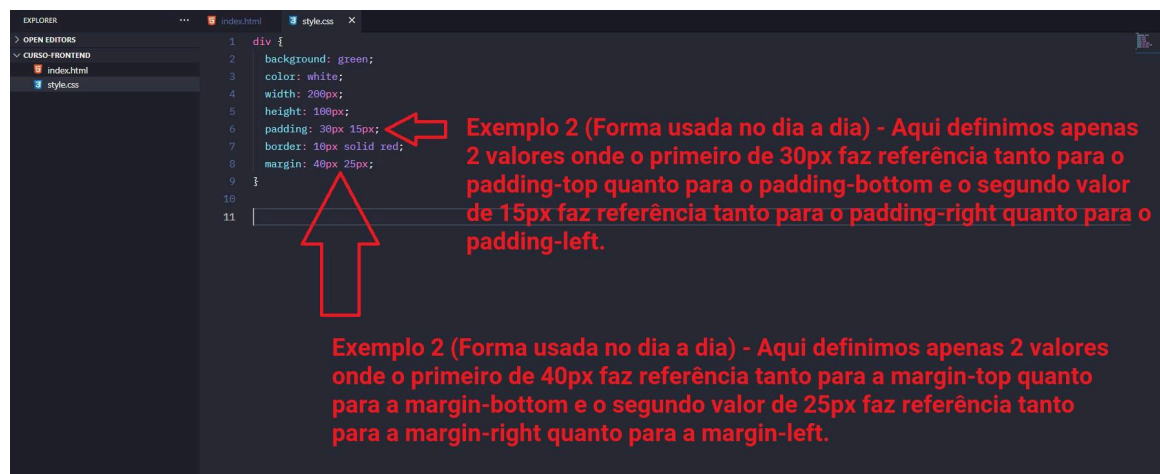 EXPLORER ... index.html style.css ×
> OPEN EDITORS
CURSO-FRONTEND
index.html
style.css
1 div {
2 background: green;
3 color: white;
4 width: 200px;
5 height: 100px;
6 padding: 30px 15px;
7 border: 10px solid red;
8 margin: 40px 25px;
9 }
10
11
Exemplo 2 (Forma usada no dia a dia) - Aqui definimos apenas
2 valores onde o primeiro de 30px faz referência tanto para o
padding-top quanto para o padding-bottom e o segundo valor
de 15px faz referência tanto para o padding-right quanto para o
padding-left.
Exemplo 2 (Forma usada no dia a dia) - Aqui definimos apenas 2 valores
onde o primeiro de 40px faz referência tanto para a margin-top quanto
para a margin-bottom e o segundo valor de 25px faz referência tanto
para a margin-right quanto para a margin-left.